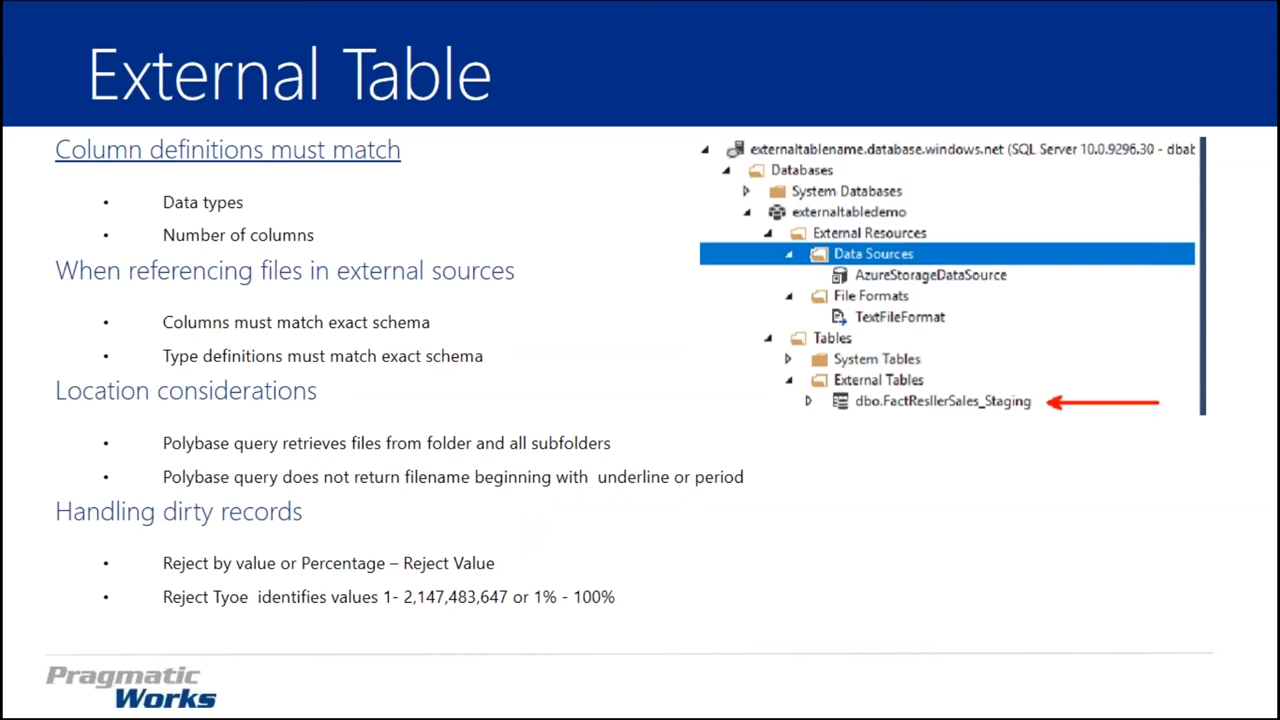 External Table
Column definitions must match
• Data types
• Number of columns
When referencing files in external sources
• Columns must match exact schema
• Type definitions must match exact schema
Location considerations
• Polybase query retrieves files from folder and all subfolders
• Polybase query does not return filename beginning with underline or period
Handling dirty records
• Reject by value or Percentage – Reject Value
• Reject Tyoe identifies values 1- 2,147,483,647 or 1% - 100%
externaltablename.database.windows.net (SQL Server 10.0.9296.30 - dbab
Databases
System Databases
externaltabledemo
External Resources
Data Sources
AzureStorageDataSource
File Formats
TextFileFormat
Tables
System Tables
External Tables
dbo.FactResllerSales_Staging
Pragmatic
Works